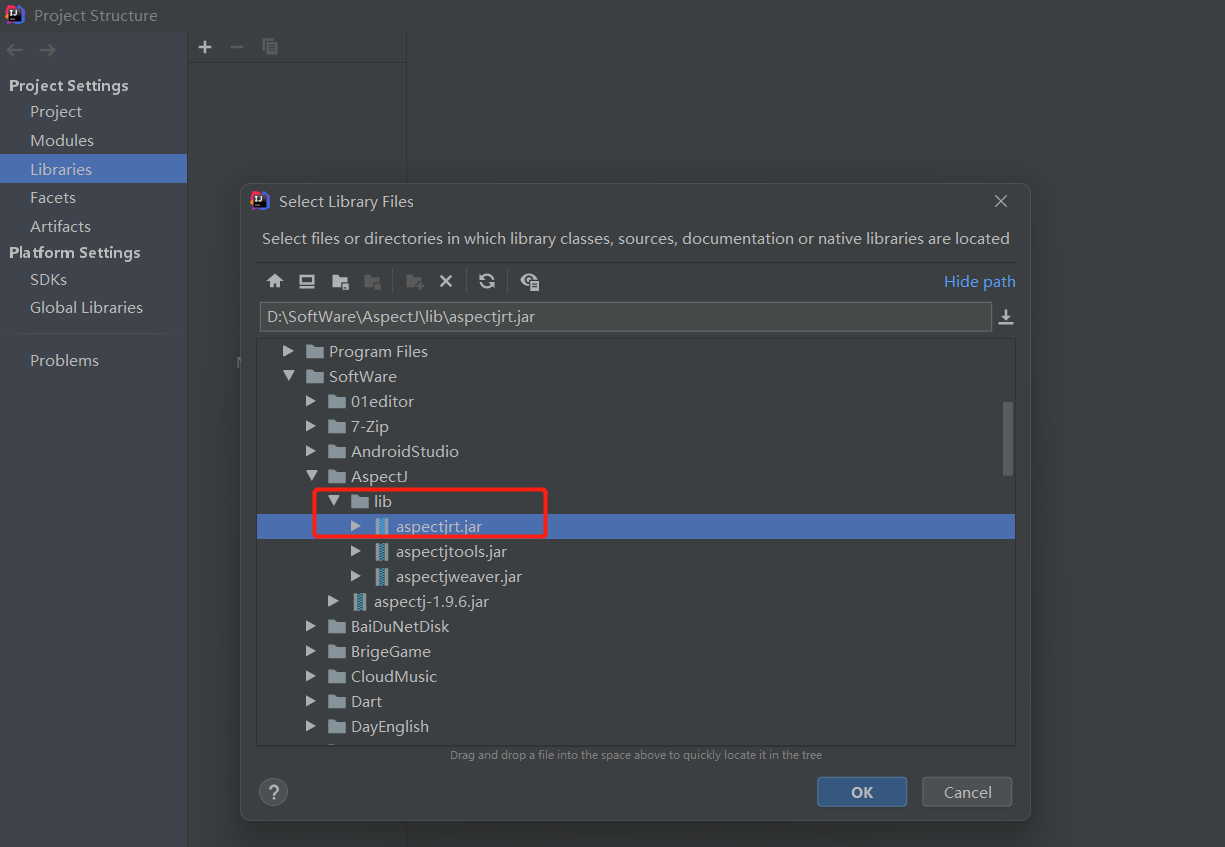 Project Structure
Project Settings
Project
Modules
Libraries
Facets
Artifacts
Platform Settings
SDKs
Global Libraries
Problems
Select Library Files
Select files or directories in which library classes, sources, documentation or native libraries are located
Hide path
D:\SoftWare\AspectJ\lib\aspectjrt.jar
Program Files
SoftWare
01editor
7-Zip
AndroidStudio
AspectJ
lib
aspectjrt.jar
aspectjtools.jar
aspectjweaver.jar
aspectj-1.9.6.jar
BaiDuNetDisk
BrigeGame
CloudMusic
Dart
DayEnglish
Drag and drop a file into the space above to quickly locate it in the tree
?
OK
Cancel